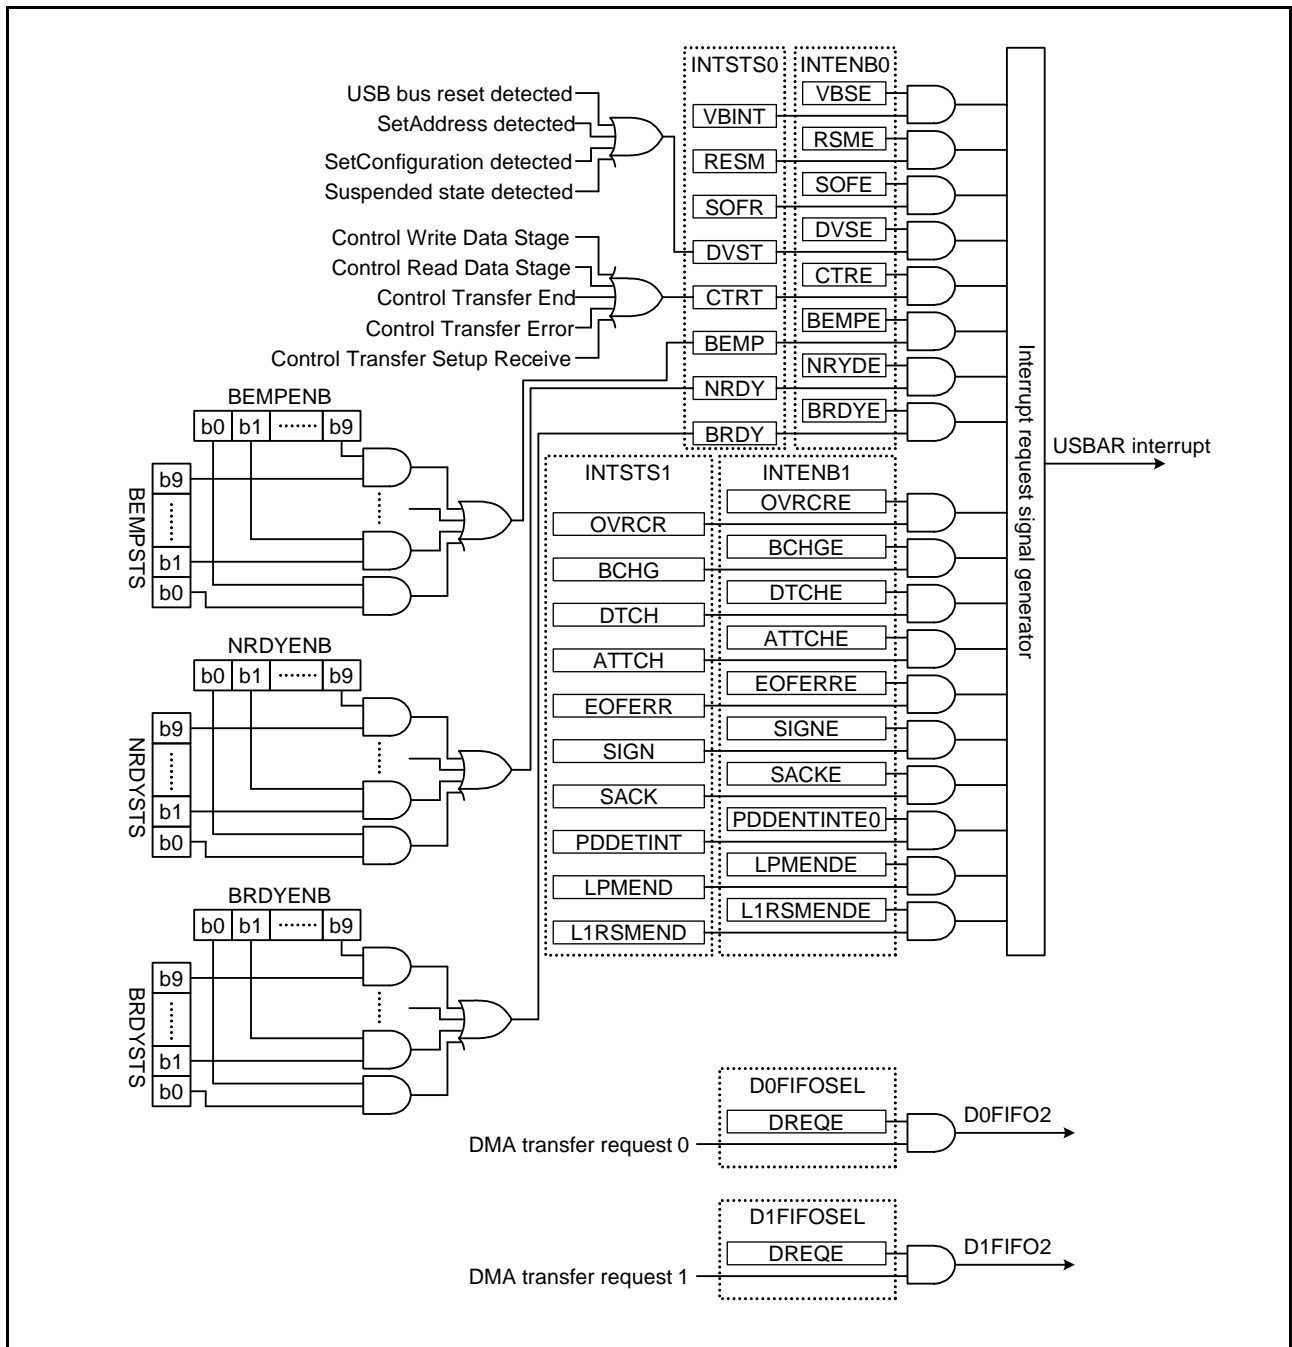 INTSTS0
INTENB0
USB bus reset detected
SetAddress detected
SetConfiguration detected
Suspended state detected
Control Write Data Stage
Control Read Data Stage
Control Transfer End
Control Transfer Error
Control Transfer Setup Receive
VBINT
RESM
SOFR
DVST
CTRT
BEMP
NRDY
BRDY
VBSE
RSME
SOFE
DVSE
CTRE
BEMPE
NRYDE
BRDYE
Interrupt request signal generator
USBAR interrupt
BEMPENB
b0 b1 ······· b9
BEMPSTS
b9
b1
b0
NRDYENB
b0 b1 ······· b9
NRDYSTS
b9
b1
b0
BRDYENB
b0 b1 ······· b9
BRDYSTS
b9
b1
b0
INTSTS1
INTENB1
OVRCR
BCHG
DTCH
ATTCH
EOFERR
SIGN
SACK
PDDETINT
LPMEND
L1RSMEND
OVRCRE
BCHGE
DTCHE
ATTCHE
EOFERRE
SIGNE
SACKE
PDDENTINTE0
LPMENDE
L1RSMENDE
D0FIFOSEL
DREQE
DMA transfer request 0
D0FIFO2
D1FIFOSEL
DREQE
DMA transfer request 1
D1FIFO2